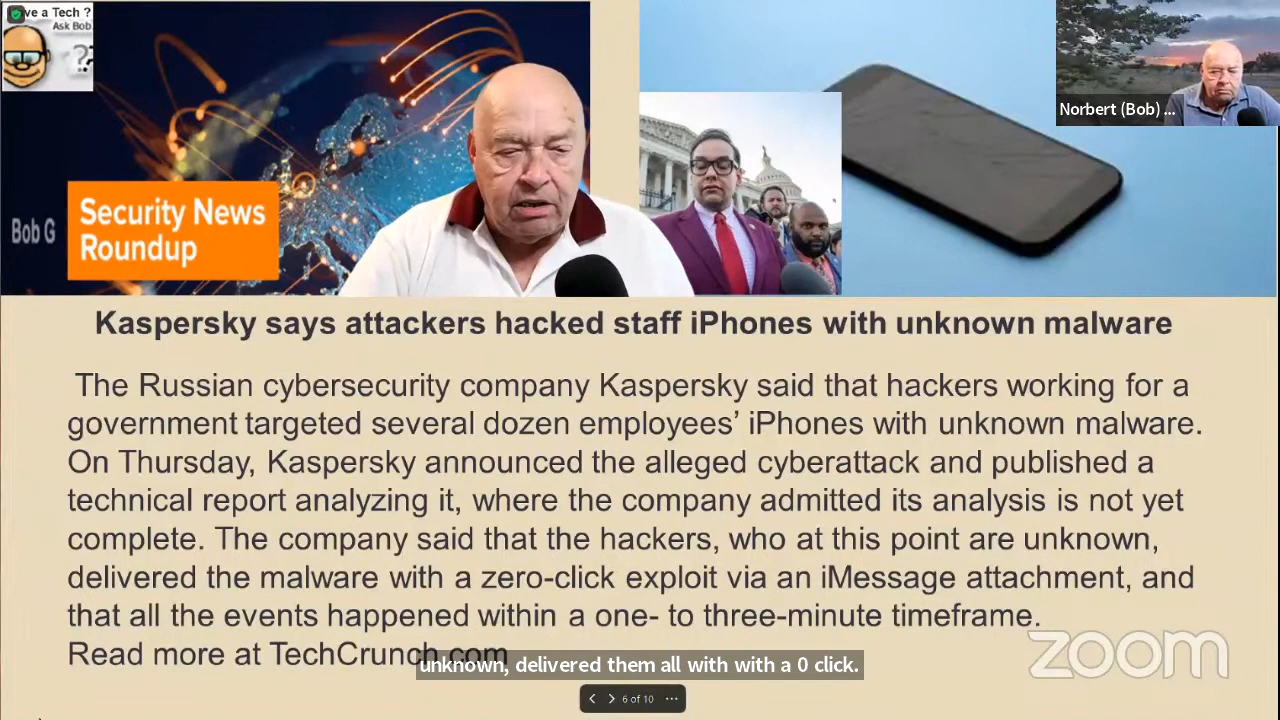 ve a Tech ?
Ask Bob
??
Norbert (Bob) ...
Bob G
Security News
Roundup
Kaspersky says attackers hacked staff iPhones with unknown malware
The Russian cybersecurity company Kaspersky said that hackers working for a
government targeted several dozen employees’ iPhones with unknown malware.
On Thursday, Kaspersky announced the alleged cyberattack and published a
technical report analyzing it, where the company admitted its analysis is not yet
complete. The company said that the hackers, who at this point are unknown,
delivered the malware with a zero-click exploit via an iMessage attachment, and
that all the events happened within a one- to three-minute timeframe.
Read more at TechCrunch.com
unknown, delivered them all with with a 0 click.
zoom
6 of 10